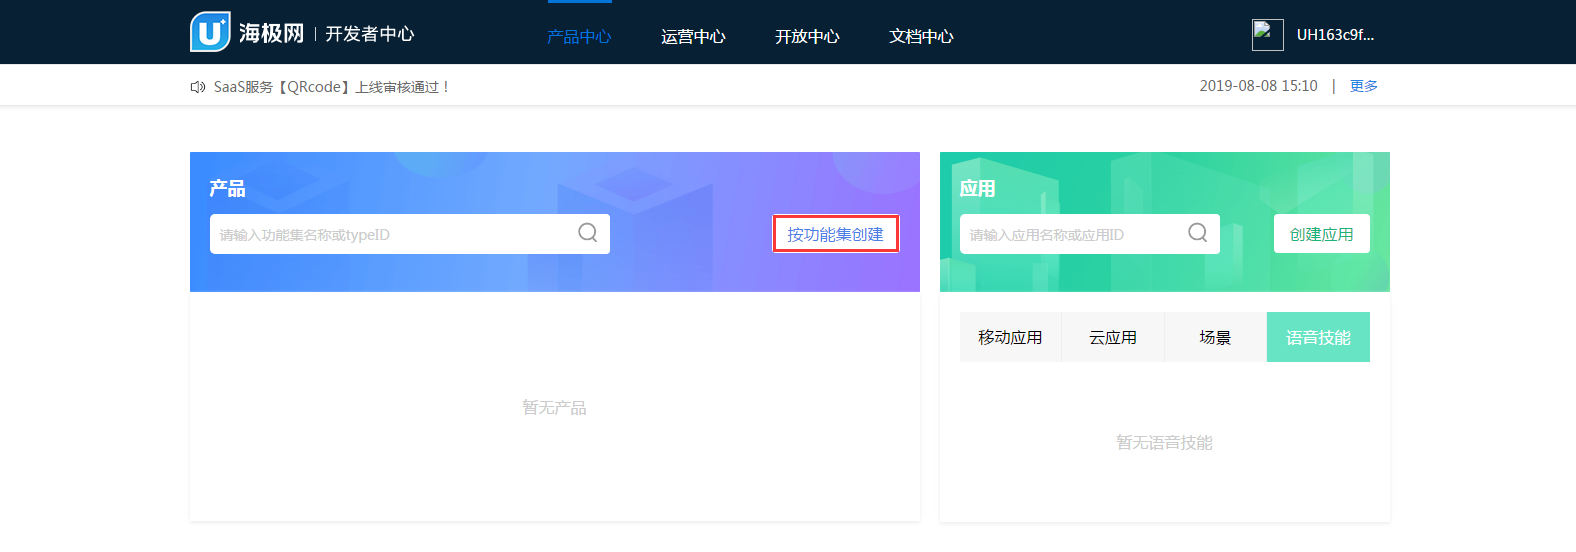 U+ 海极网 | 开发者中心
产品中心 运营中心 开放中心 文档中心
UH163c9f...
SaaS服务【QRcode】上线审核通过！
2019-08-08 15:10 | 更多
产品
请输入功能集名称或typeID
按功能集创建
暂无产品
应用
请输入应用名称或应用ID
创建应用
移动应用 云应用 场景 语音技能
暂无语音技能